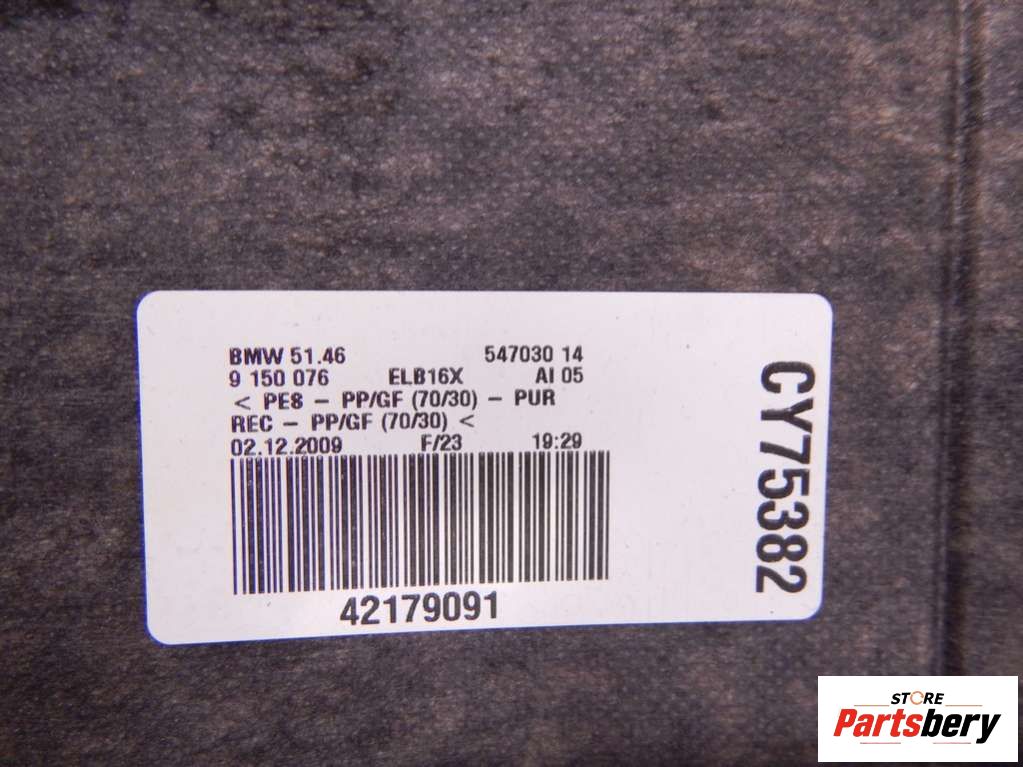 BMW 51.46 547030 14
9 150 076 ELB16X AI 05
< PE8 - PP/GF (70/30) - PUR
REC - PP/GF (70/30) <
02.12.2009 F/23 19:29
42179091
CY75382
STORE
Partsbery